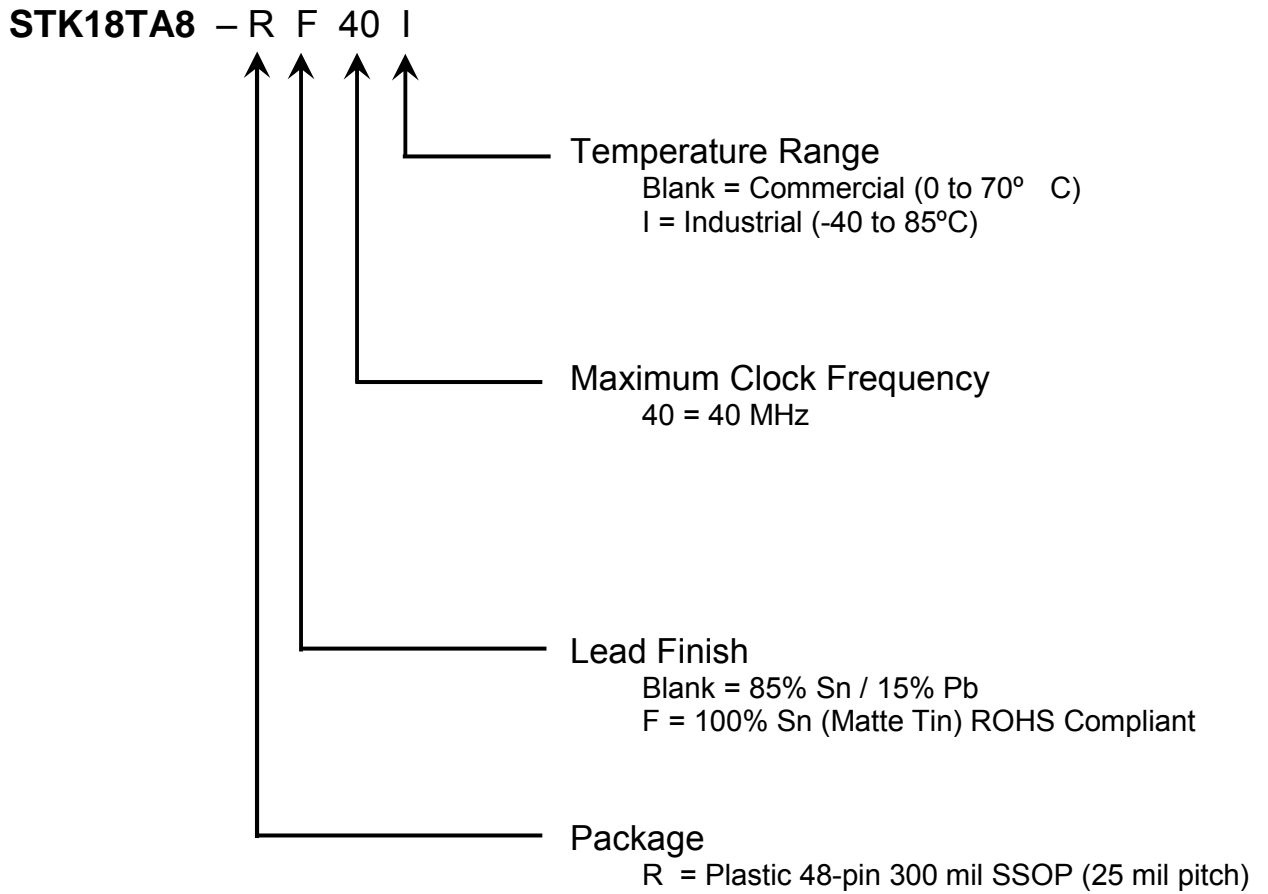 STK18TA8 – R F 40 I
Temperature Range
Blank = Commercial (0 to 70º C)
I = Industrial (-40 to 85ºC)
Maximum Clock Frequency
40 = 40 MHz
Lead Finish
Blank = 85% Sn / 15% Pb
F = 100% Sn (Matte Tin) ROHS Compliant
Package
R = Plastic 48-pin 300 mil SSOP (25 mil pitch)